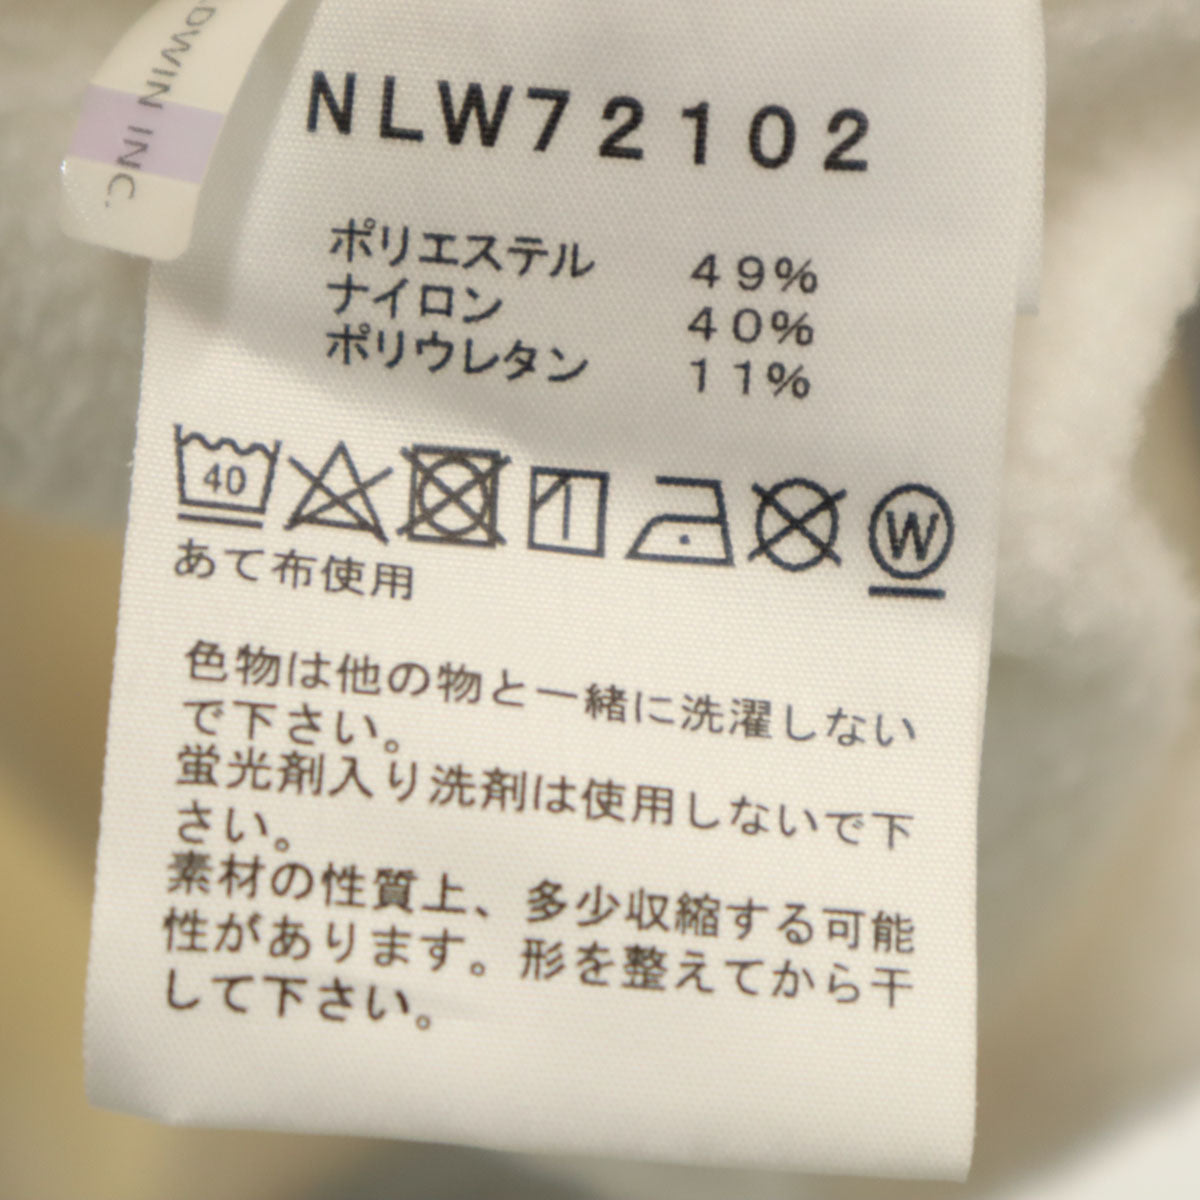 DWIN INC.
NLW72102
ポリエステル 49%
ナイロン 40%
ポリウレタン 11%
40
W
あて布使用
色物は他の物と一緒に洗濯しない
で下さい。
蛍光剤入り洗剤は使用しないで下
さい。
素材の性質上、多少収縮する可能
性があります。形を整えてから干
して下さい。